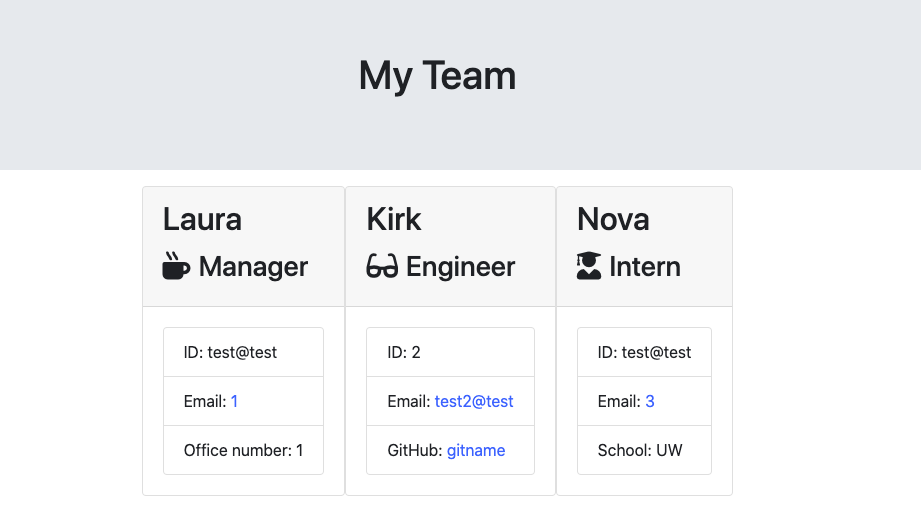 My Team
Laura
Manager
ID: test@test
Email: 1
Office number: 1
Kirk
Engineer
ID: 2
Email: test2@test
GitHub: gitname
Nova
Intern
ID: test@test
Email: 3
School: UW